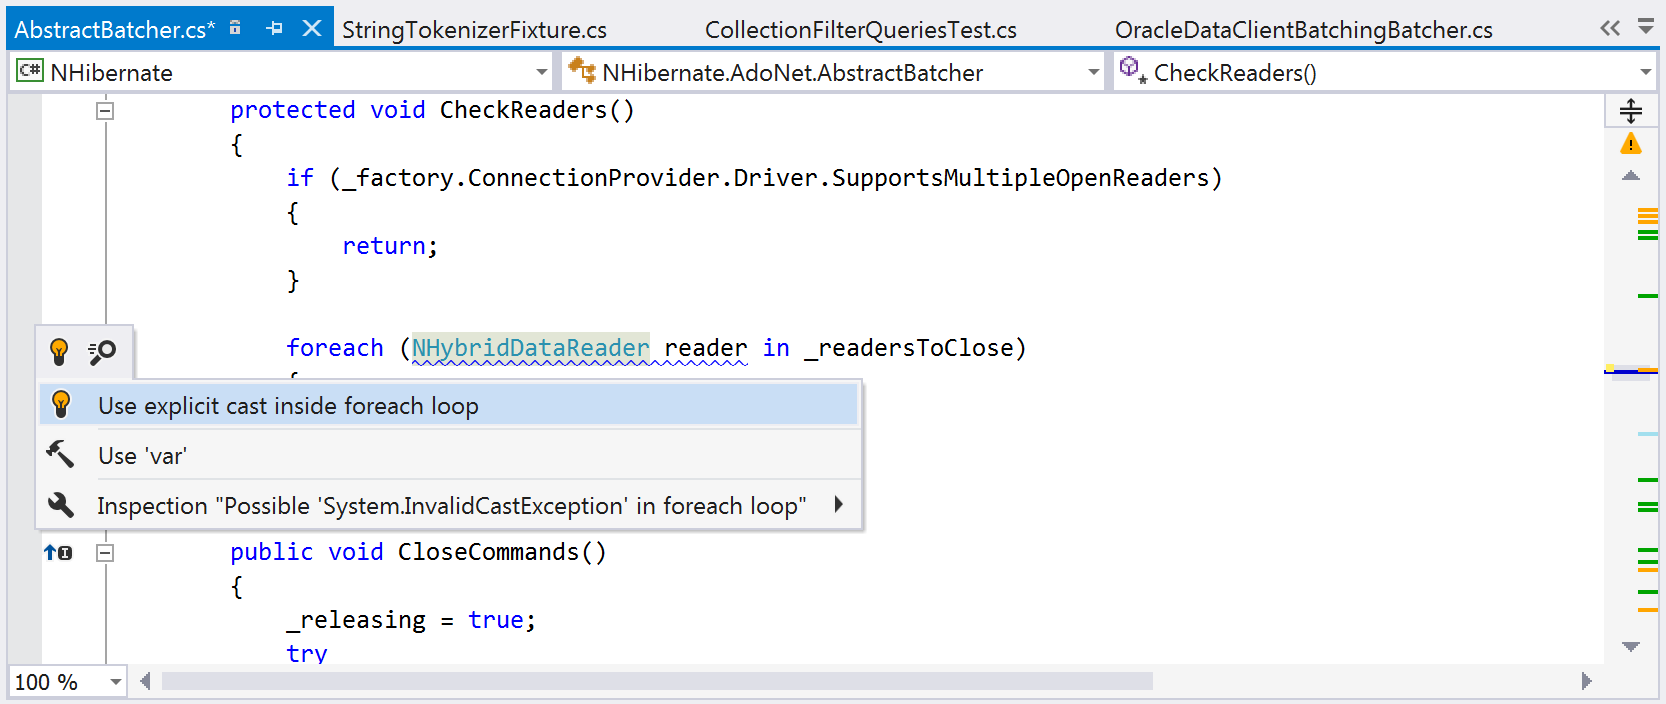 AbstractBatcher.cs* StringTokenizerFixture.cs CollectionFilterQueriesTest.cs OracleDataClientBatchingBatcher.cs
C# NHibernate NHibernate.AdoNet.AbstractBatcher CheckReaders()
protected void CheckReaders()
{
if (_factory.ConnectionProvider.Driver.SupportsMultipleOpenReaders)
{
return;
}
foreach (NHybridDataReader reader in _readersToClose)
Use explicit cast inside foreach loop
Use 'var'
Inspection "Possible 'System.InvalidCastException' in foreach loop"
public void CloseCommands()
{
_releasing = true;
try
100 %